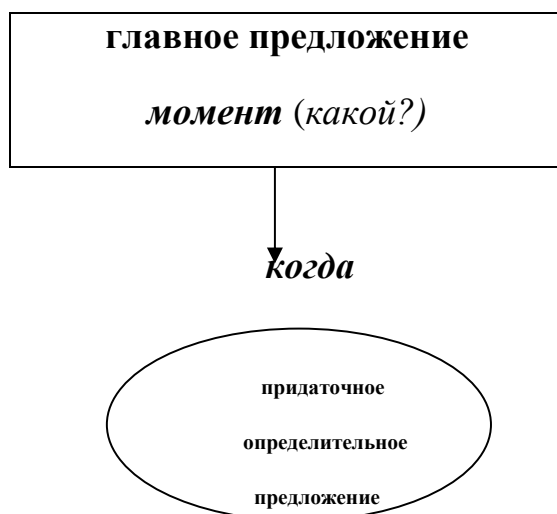 главное предложение
момент (какой?)
когда
придаточное
определительное
предложение